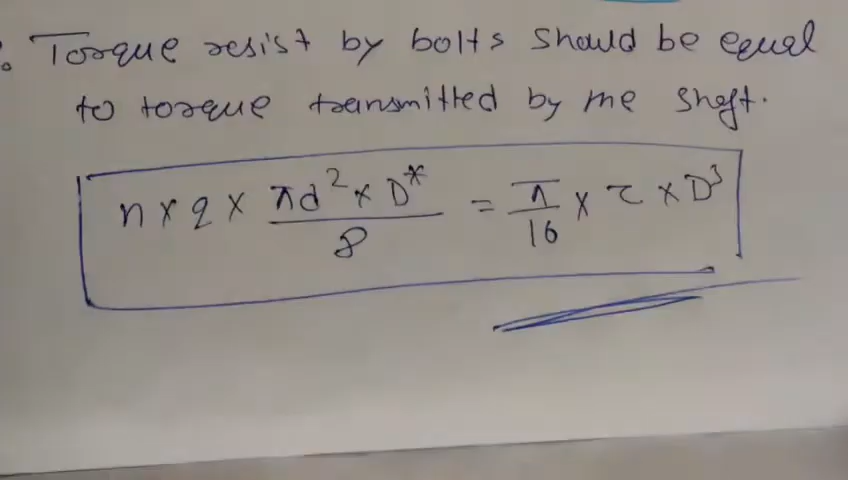 Torque resist by bolts should be equal
to torque transmitted by the shaft.
n × q × πd² × D* / 8 = π / 16 × τ × D³